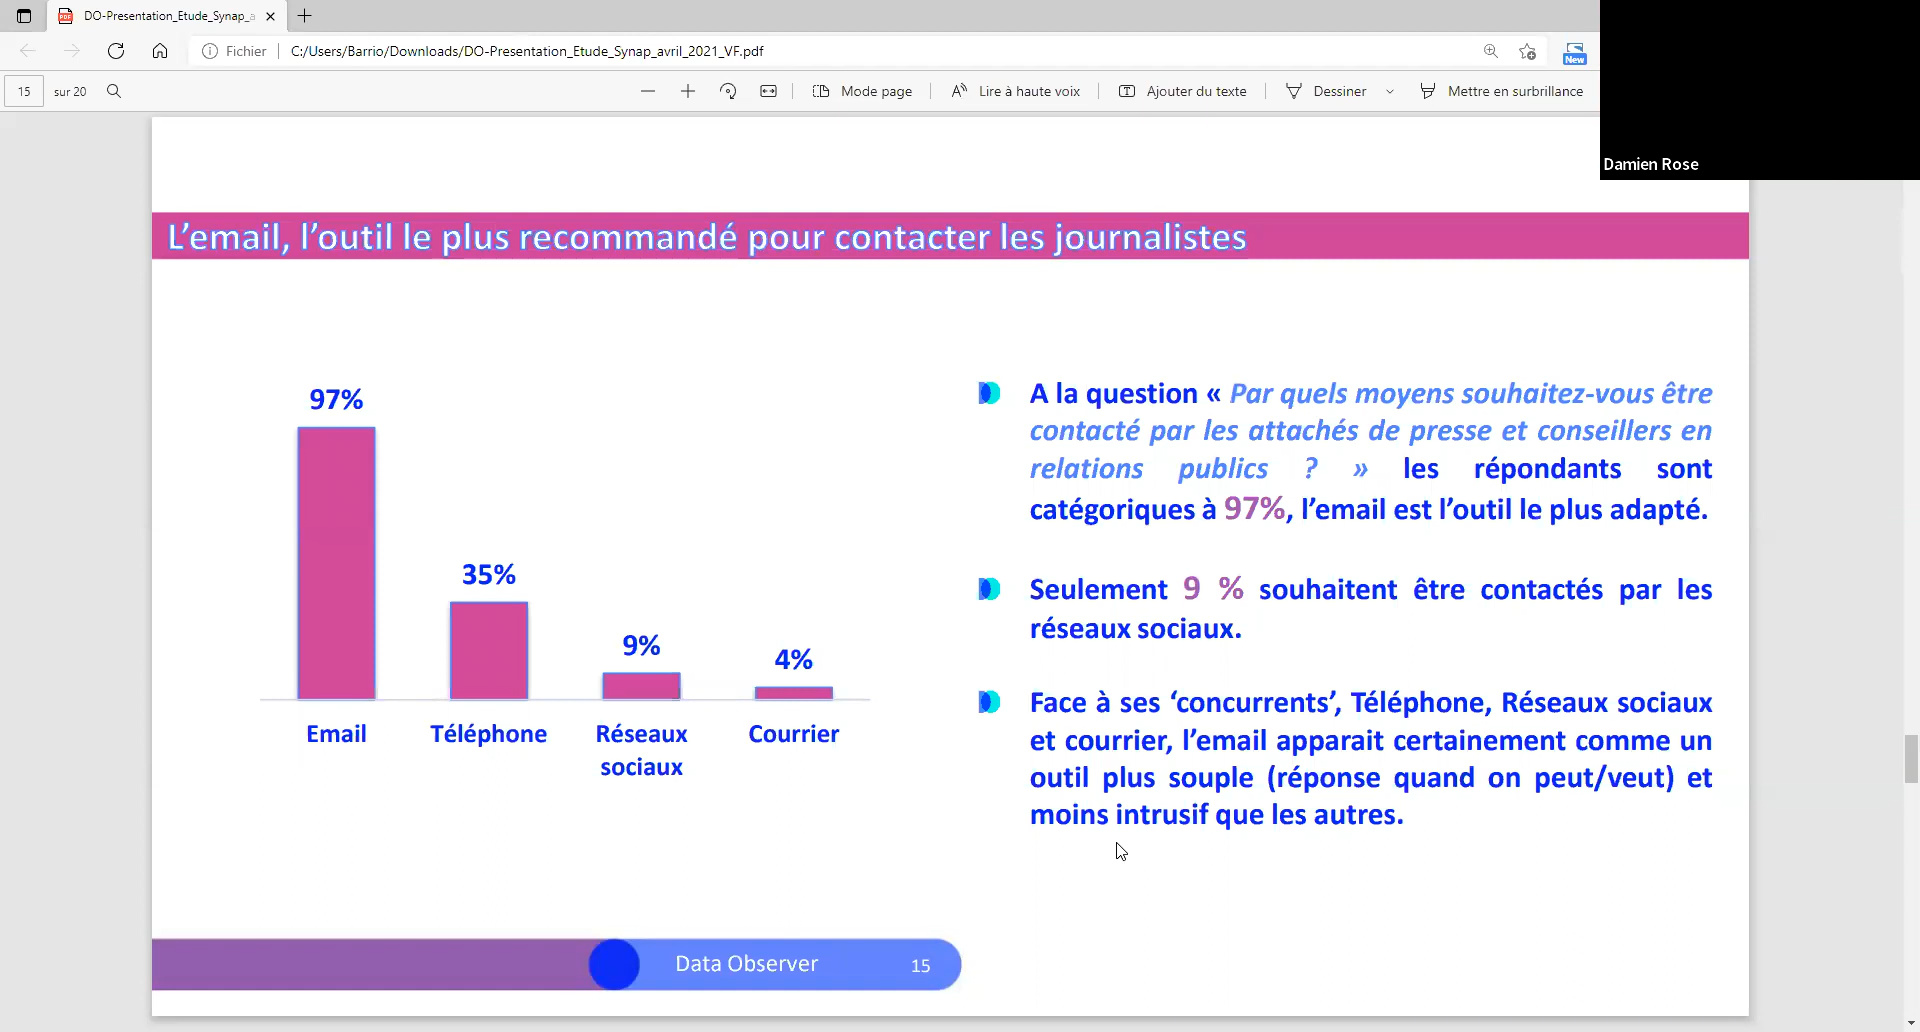 DO-Presentation_Etude_Synap_a
Fichier
C:/Users/Barrio/Downloads/DO-Presentation_Etude_Synap_avril_2021_VF.pdf
New
15 sur 20
Mode page
Lire à haute voix
Ajouter du texte
Dessiner
Mettre en surbrillance
Damien Rose
L'email, l'outil le plus recommandé pour contacter les journalistes
97%
35%
9%
4%
Email
Téléphone
Réseaux
sociaux
Courrier
A la question « Par quels moyens souhaitez-vous être
contacté par les attachés de presse et conseillers en
relations publics ? » les répondants sont
catégoriques à 97%, l'email est l'outil le plus adapté.
Seulement 9 % souhaitent être contactés par les
réseaux sociaux.
Face à ses ‘concurrents’, Téléphone, Réseaux sociaux
et courrier, l'email apparait certainement comme un
outil plus souple (réponse quand on peut/veut) et
moins intrusif que les autres.
Data Observer
15